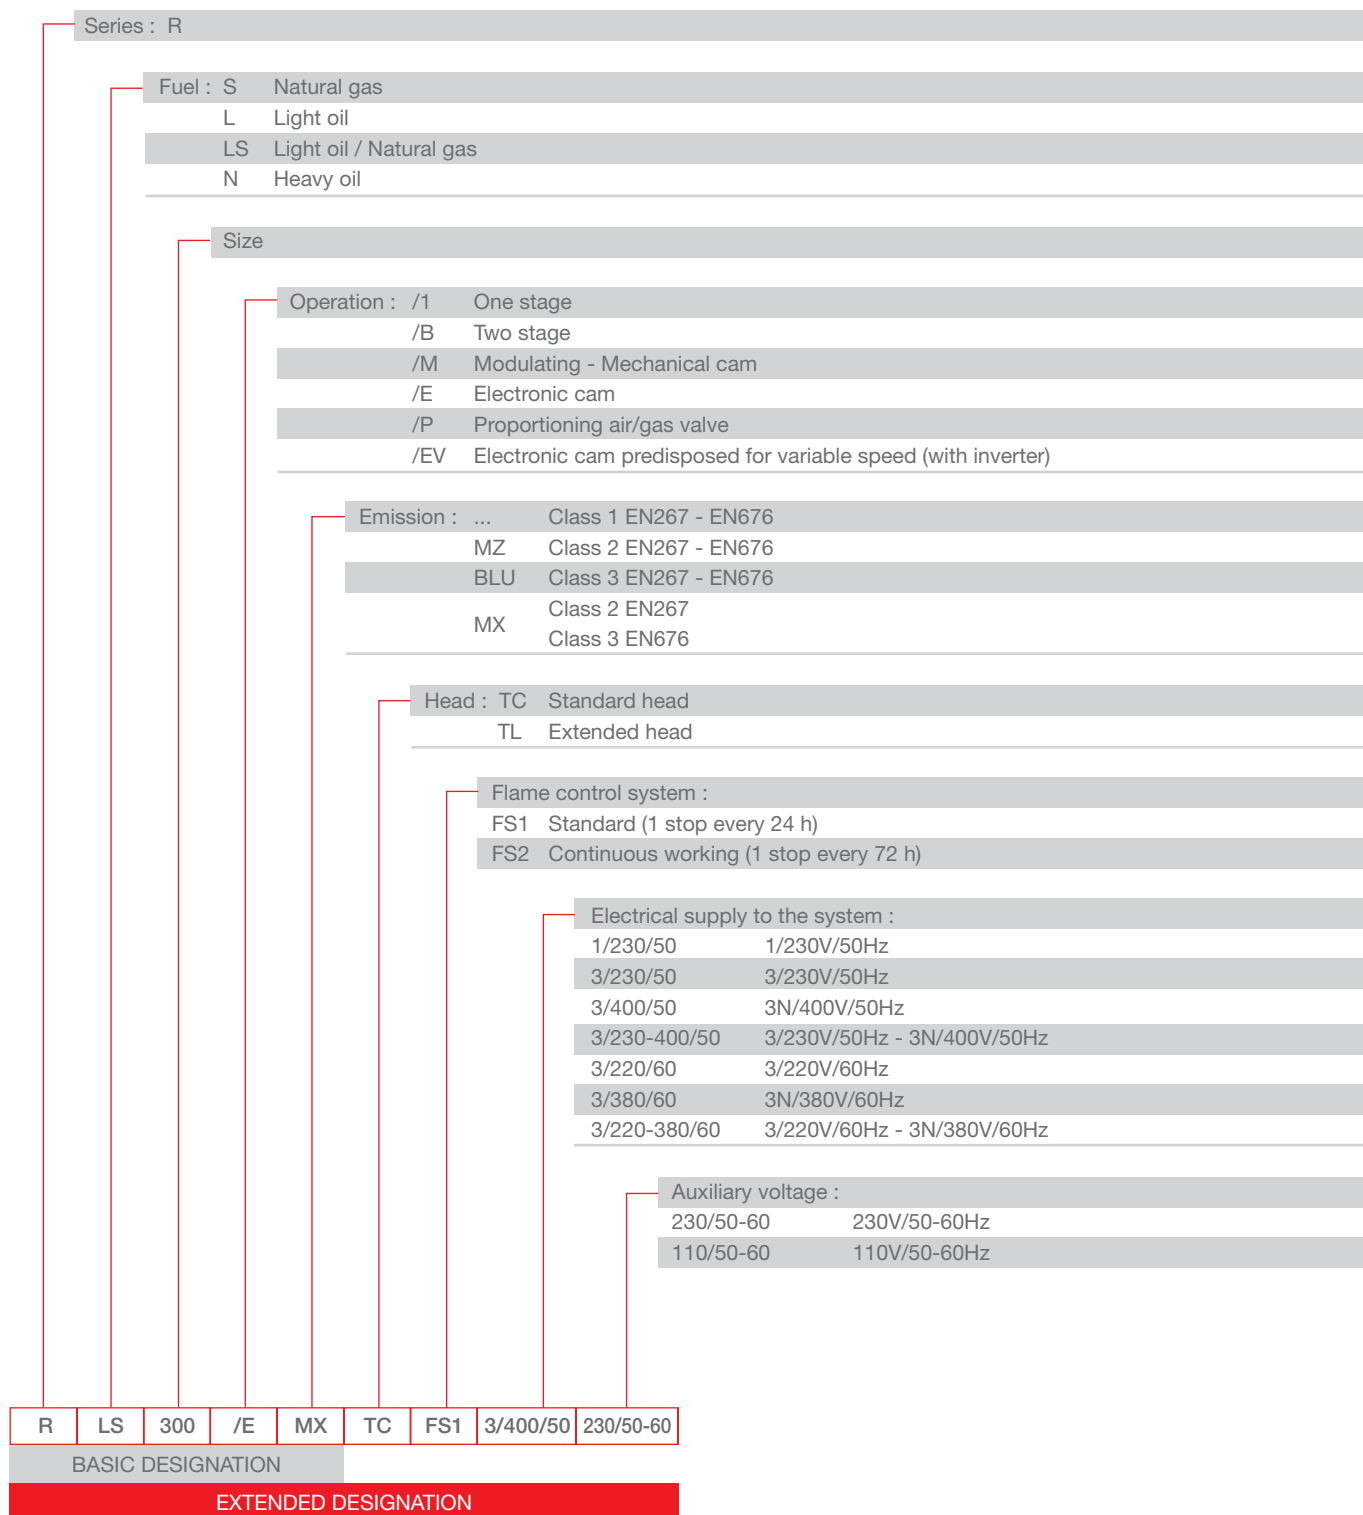 Series : R
Fuel : S Natural gas
L Light oil
LS Light oil / Natural gas
N Heavy oil
Size
Operation : /1 One stage
/B Two stage
/M Modulating - Mechanical cam
/E Electronic cam
/P Proportioning air/gas valve
/EV Electronic cam predisposed for variable speed (with inverter)
Emission : ... Class 1 EN267 - EN676
MZ Class 2 EN267 - EN676
BLU Class 3 EN267 - EN676
MX Class 2 EN267
Class 3 EN676
Head : TC Standard head
TL Extended head
Flame control system :
FS1 Standard (1 stop every 24 h)
FS2 Continuous working (1 stop every 72 h)
Electrical supply to the system :
1/230/50 1/230V/50Hz
3/230/50 3/230V/50Hz
3/400/50 3N/400V/50Hz
3/230-400/50 3/230V/50Hz - 3N/400V/50Hz
3/220/60 3/220V/60Hz
3/380/60 3N/380V/60Hz
3/220-380/60 3/220V/60Hz - 3N/380V/60Hz
Auxiliary voltage :
230/50-60 230V/50-60Hz
110/50-60 110V/50-60Hz
R LS 300 /E MX TC FS1 3/400/50 230/50-60
BASIC DESIGNATION
EXTENDED DESIGNATION